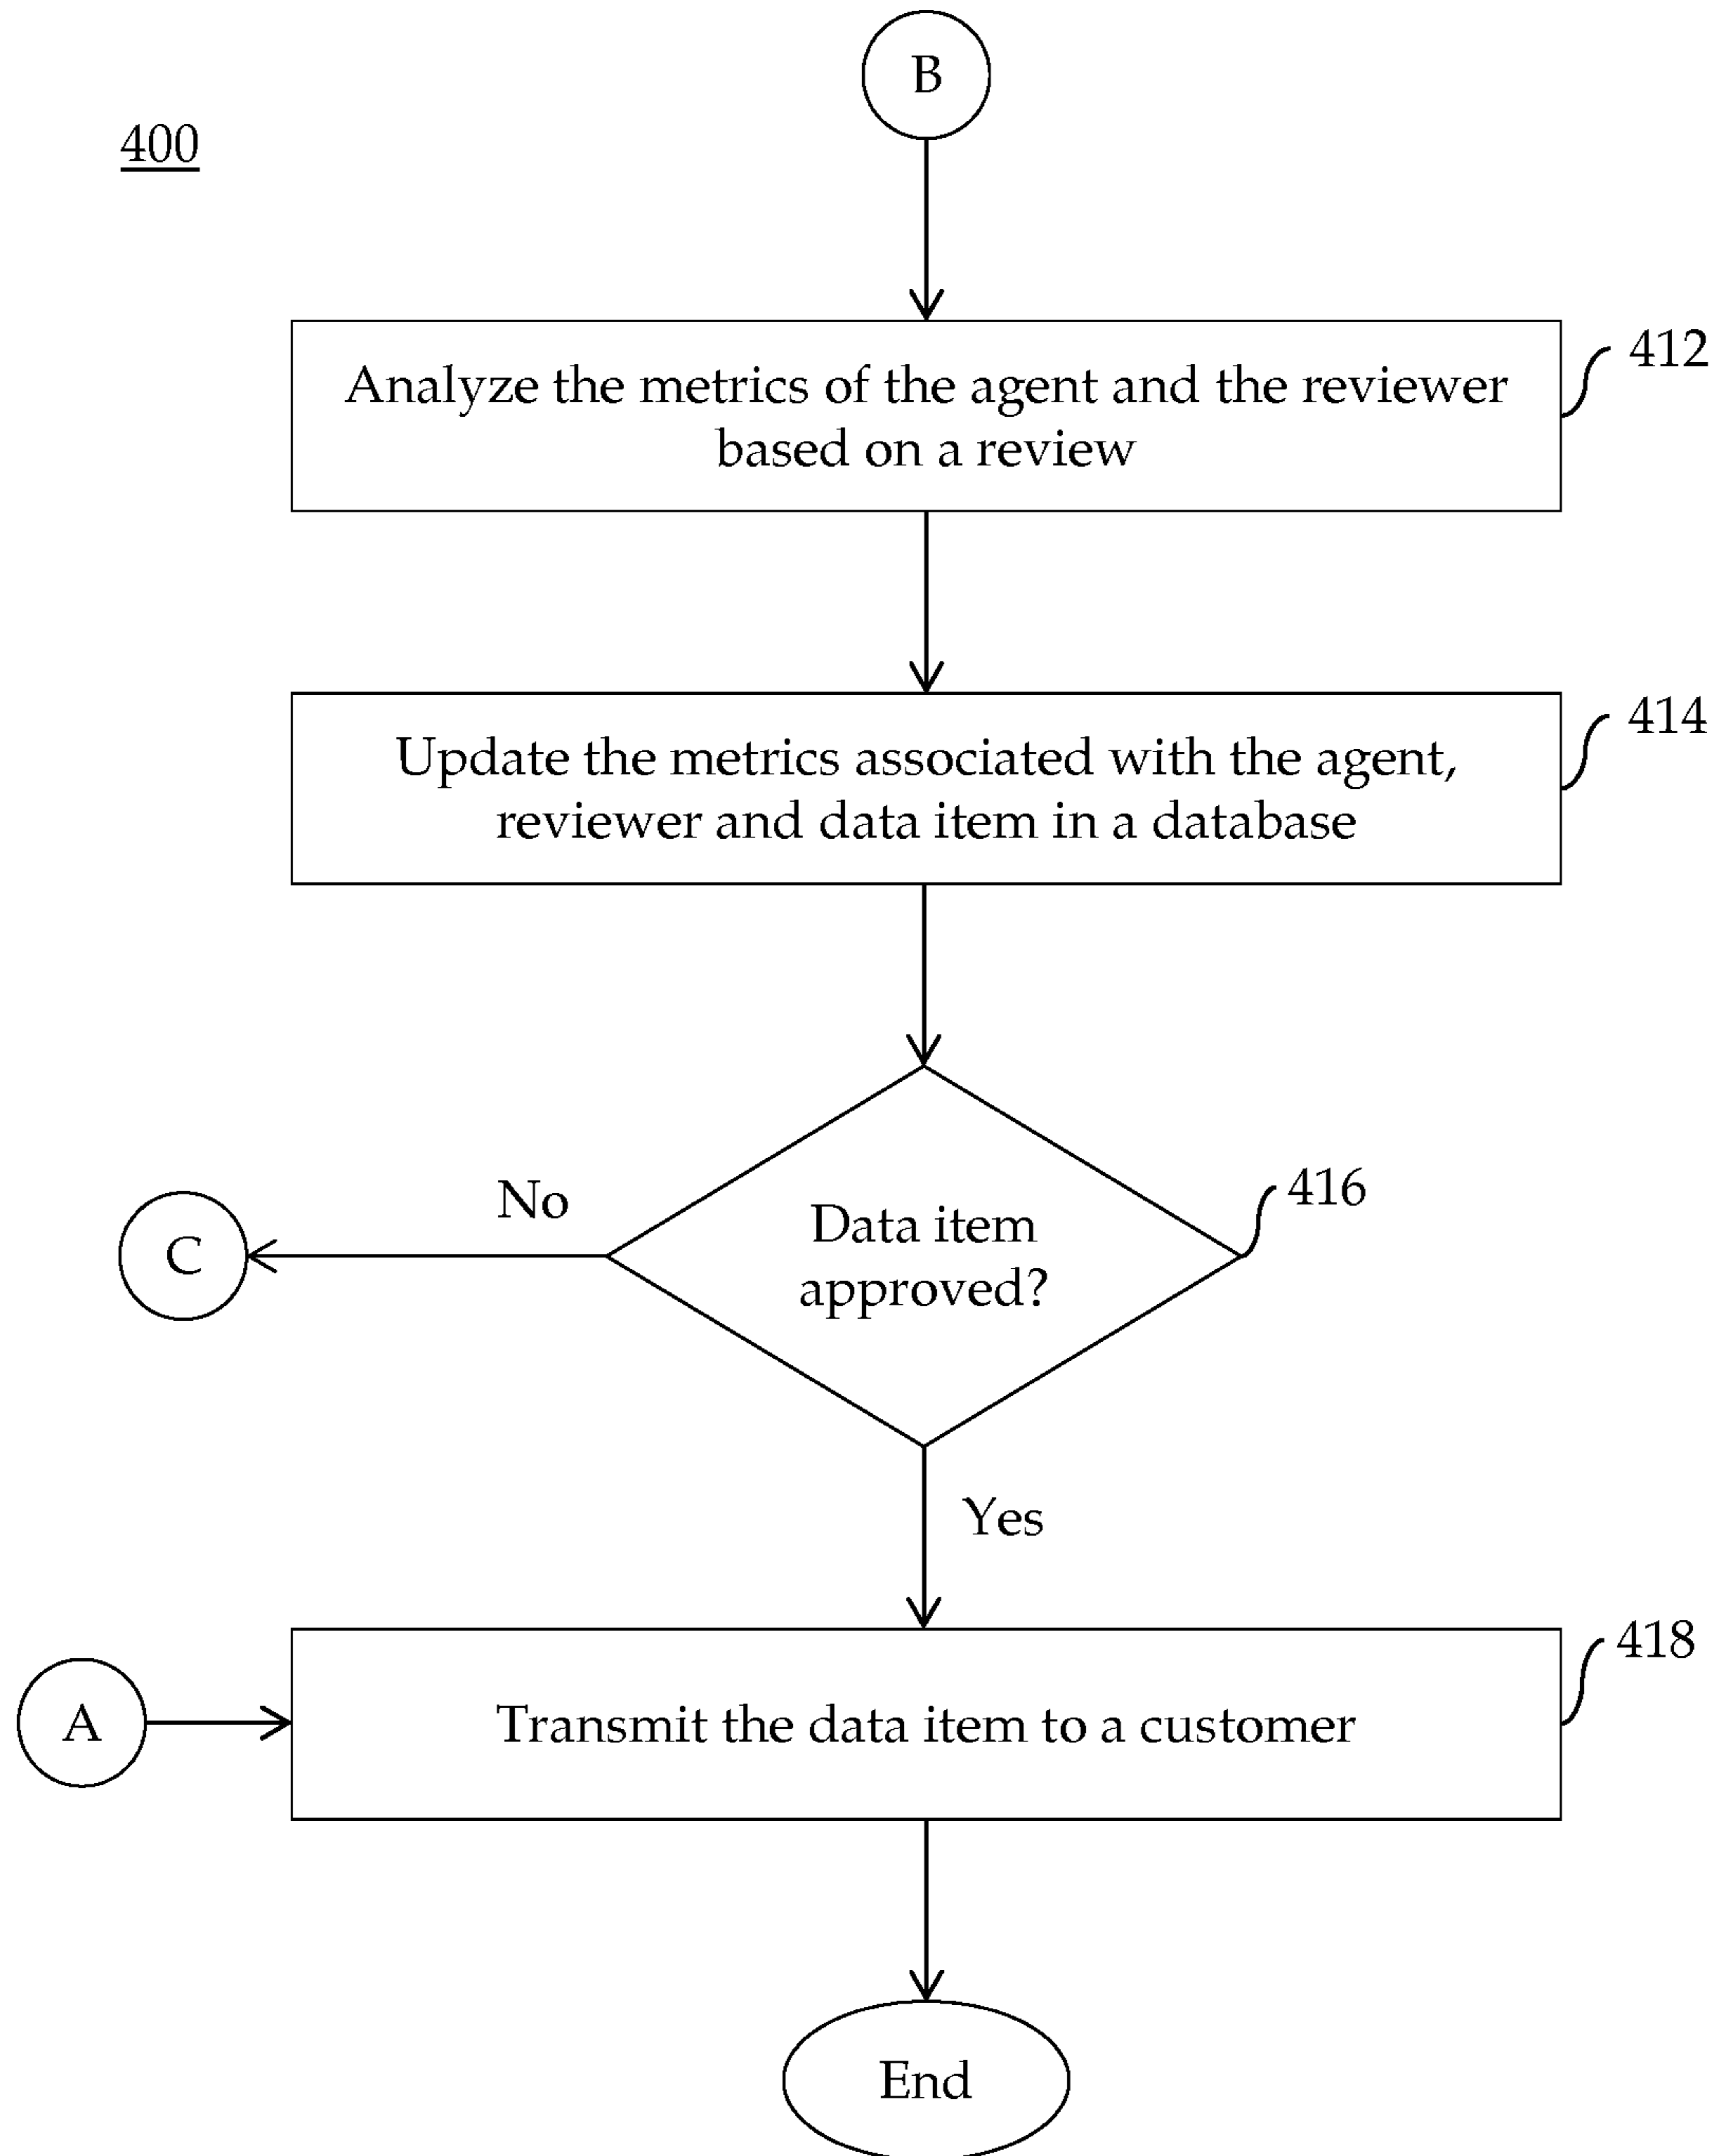 B
400
412
Analyze the metrics of the agent and the reviewer
based on a review
414
Update the metrics associated with the agent,
reviewer and data item in a database
416
No
Data item
approved?
C
Yes
418
A
Transmit the data item to a customer
End